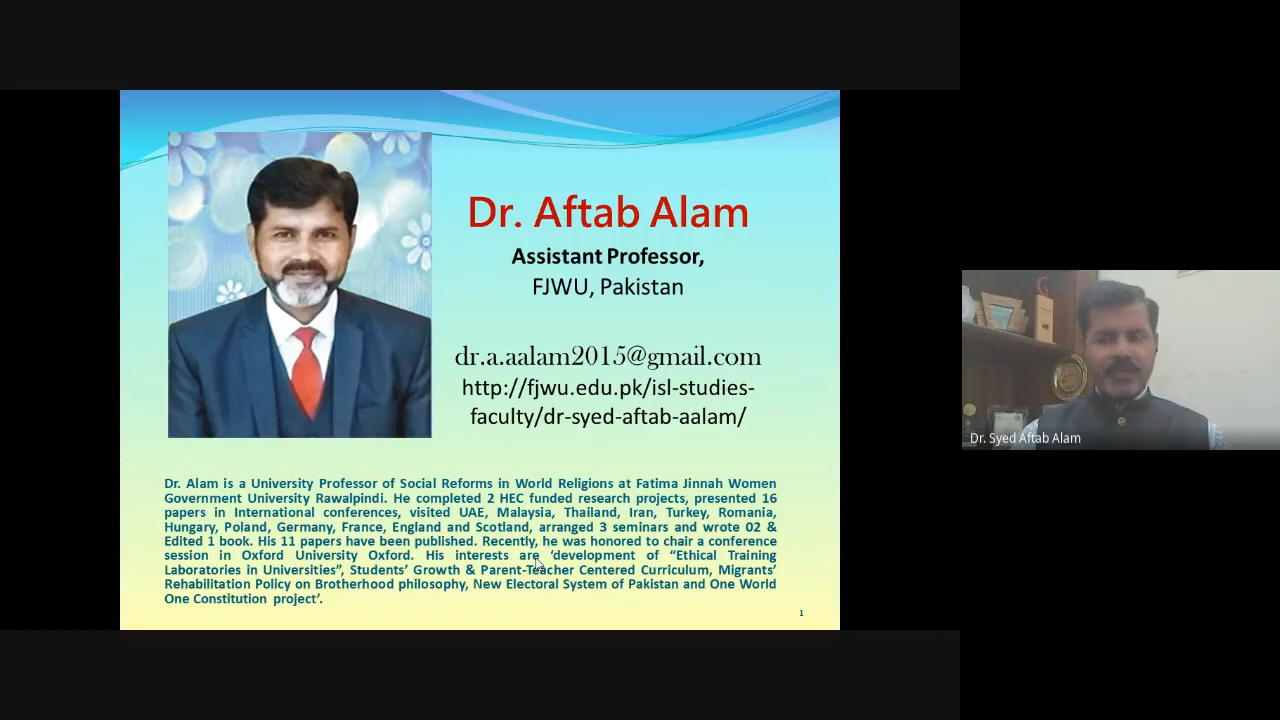 Dr. Aftab Alam
Assistant Professor,
FJWU, Pakistan
dr.a.aalam2015@gmail.com
http://fjwu.edu.pk/isl-studies-
faculty/dr-syed-aftab-aalam/
Dr. Alam is a University Professor of Social Reforms in World Religions at Fatima Jinnah Women
Government University Rawalpindi. He completed 2 HEC funded research projects, presented 16
papers in International conferences, visited UAE, Malaysia, Thailand, Iran, Turkey, Romania,
Hungary, Poland, Germany, France, England and Scotland, arranged 3 seminars and wrote 02 &
Edited 1 book. His 11 papers have been published. Recently, he was honored to chair a conference
session in Oxford University Oxford. His interests are ‘development of “Ethical Training
Laboratories in Universities”, Students’ Growth & Parent-Teacher Centered Curriculum, Migrants’
Rehabilitation Policy on Brotherhood philosophy, New Electoral System of Pakistan and One World
One Constitution project’.
1
Dr. Syed Aftab Alam